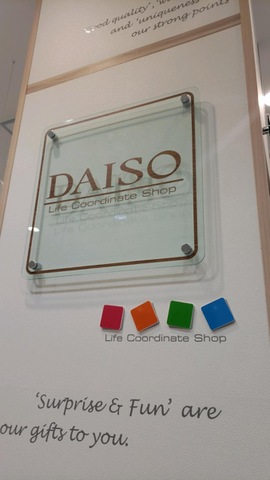 good quality', 'w
and 'uniqueness
our strong points
DAISO
Life Coordinate Shop
Life Coordinate Shop
'Surprise & Fun' are
our gifts to you.